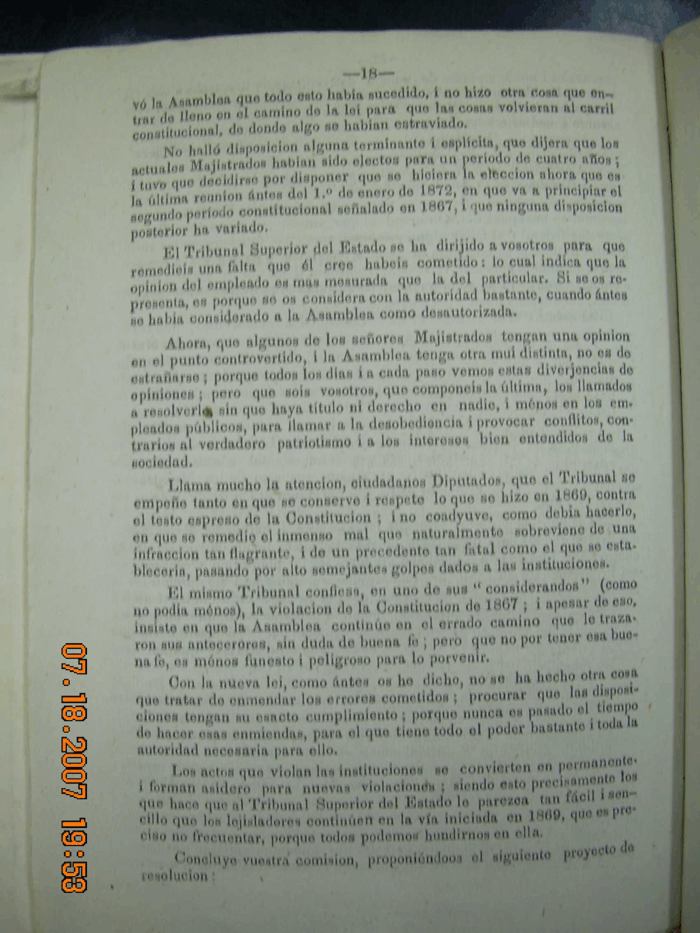 —18—
vó la Asamblea que todo esto habia sucedido, i no hizo otra cosa que en-
trar de lleno en el camino de la lei para que las cosas volvieran al carril
constitucional, de donde algo se habian estraviado.
No halló disposicion alguna terminante i esplícita, que dijera que los
actuales Majistrados habian sido electos para un período de cuatro años ;
i tuvo que decidirse por disponer que se hiciera la eleccion ahora que es
la última reunion ántes del 1.º de enero de 1872, en que va a principiar el
segundo período constitucional señalado en 1867, i que ninguna disposicion
posterior ha variado.
El Tribunal Superior del Estado se ha dirijido a vosotros para que
remedieis una falta que él cree habeis cometido : lo cual indica que la
opinion del empleado es mas mesurada que la del particular. Si se os re-
presenta, es porque se os considera con la autoridad bastante, cuando ántes
se habia considerado a la Asamblea como desautorizada.
Ahora, que algunos de los señores Majistrados tengan una opinion
en el punto controvertido, i la Asamblea tenga otra mui distinta, no es de
estrañarse ; porque todos los dias i a cada paso vemos estas diverjencias de
opiniones ; pero que sois vosotros, que componeis la última, los llamados
a resolverla sin que haya título ni derecho en nadie, i ménos en los em-
pleados públicos, para llamar a la desobediencia i provocar conflitos, con-
trarios al verdadero patriotismo i a los intereses bien entendidos de la
sociedad.
Llama mucho la atencion, ciudadanos Diputados, que el Tribunal se
empeñe tanto en que se conserve i respete lo que se hizo en 1869, contra
el testo espreso de la Constitucion ; i no coadyuve, como debia hacerlo,
en que se remedie el inmenso mal que naturalmente sobreviene de una
infraccion tan flagrante, i de un precedente tan fatal como el que se esta-
bleceria, pasando por alto semejantes golpes dados a las instituciones.
El mismo Tribunal confiesa, en uno de sus “ considerandos ” (como
no podia ménos), la violacion de la Constitucion de 1867 ; i apesar de eso,
insiste en que la Asamblea continúe en el errado camino que le traza-
ron sus anteceroros, sin duda de buena fe ; pero que no por tener esa bue-
na fe, es ménos funesto i peligroso para lo porvenir.
Con la nueva lei, como ántes os he dicho, no se ha hecho otra cosa
que tratar de enmendar los errores cometidos ; procurar que las disposi-
ciones tengan su esacto cumplimiento ; porque nunca es pasado el tiempo
de hacer esas enmiendas, para el que tiene todo el poder bastante i toda la
autoridad necesaria para ello.
Los actos que violan las instituciones se convierten en permanente.
i forman asidero para nuevas violaciones ; siendo esto precisamente los
que hace que al Tribunal Superior del Estado le parezca tan fácil i sen-
cillo que los lejisladores continúen en la vía iniciada en 1869, que es pre-
ciso no frecuentar, porque todos podemos hundirnos en ella.
Concluye vuestra comision, proponiéndoos el siguiente proyecto de
resolucion :
07.18.2007 19:53